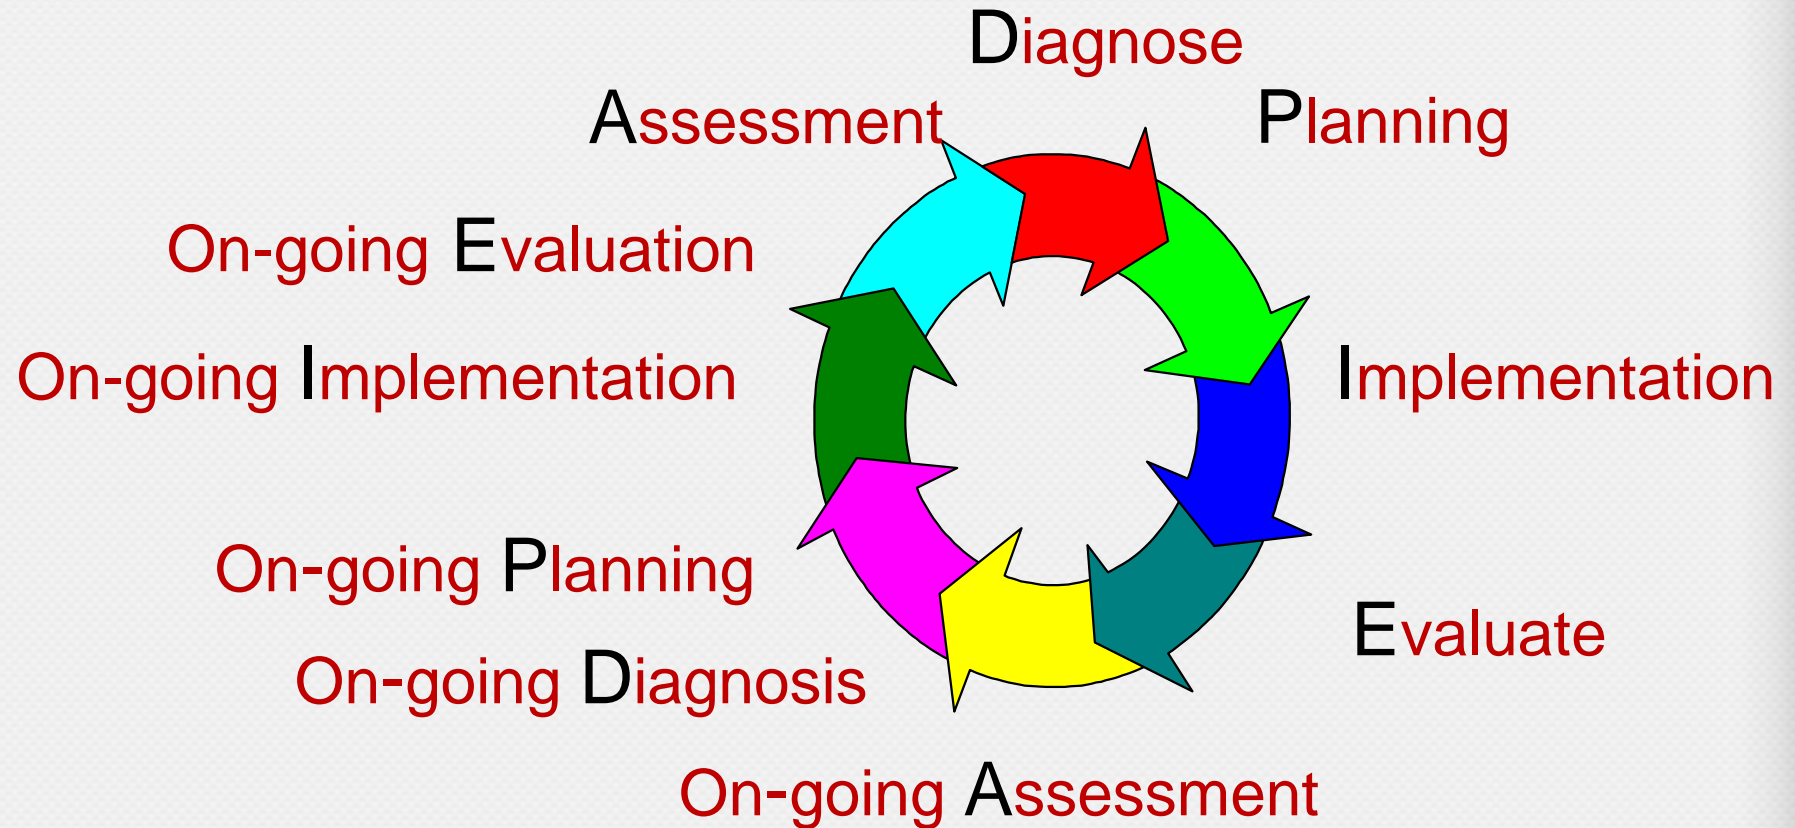 Diagnose
Assessment
Planning
On-going Evaluation
On-going Implementation
Implementation
On-going Planning
Evaluate
On-going Diagnosis
On-going Assessment